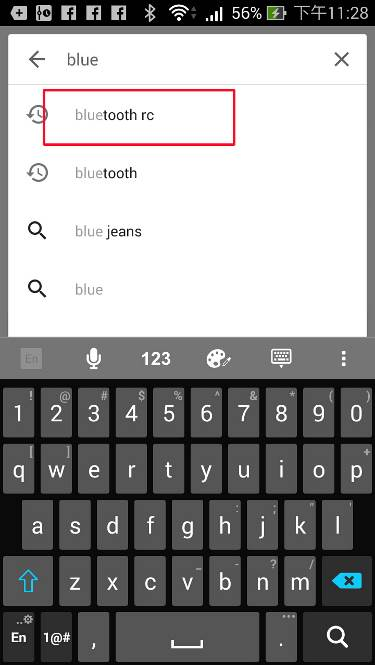 56% 下午11:28
blue
bluetooth rc
bluetooth
blue jeans
blue
En 123
! @ # $ % ^ & * ( )
1 2 3 4 5 6 7 8 9 0
[ ] +
q w e r t y u i o p
: ; " '
a s d f g h j k l
_ - ? /
z x c v b n m
En 1@# , . ...